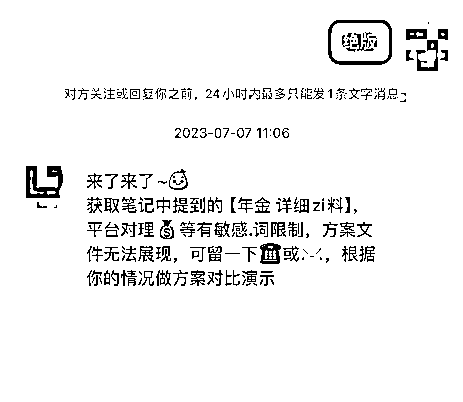 绝版
对方关注或回复你之前，24小时内最多只能发1条文字消息
2023-07-07 11:06
来了来了~
获取笔记中提到的【年金 详细zi料】，
平台对理💰等有敏感.词限制，方案文
件无法展现，可留一下☎或，根据
你的情况做方案对比演示